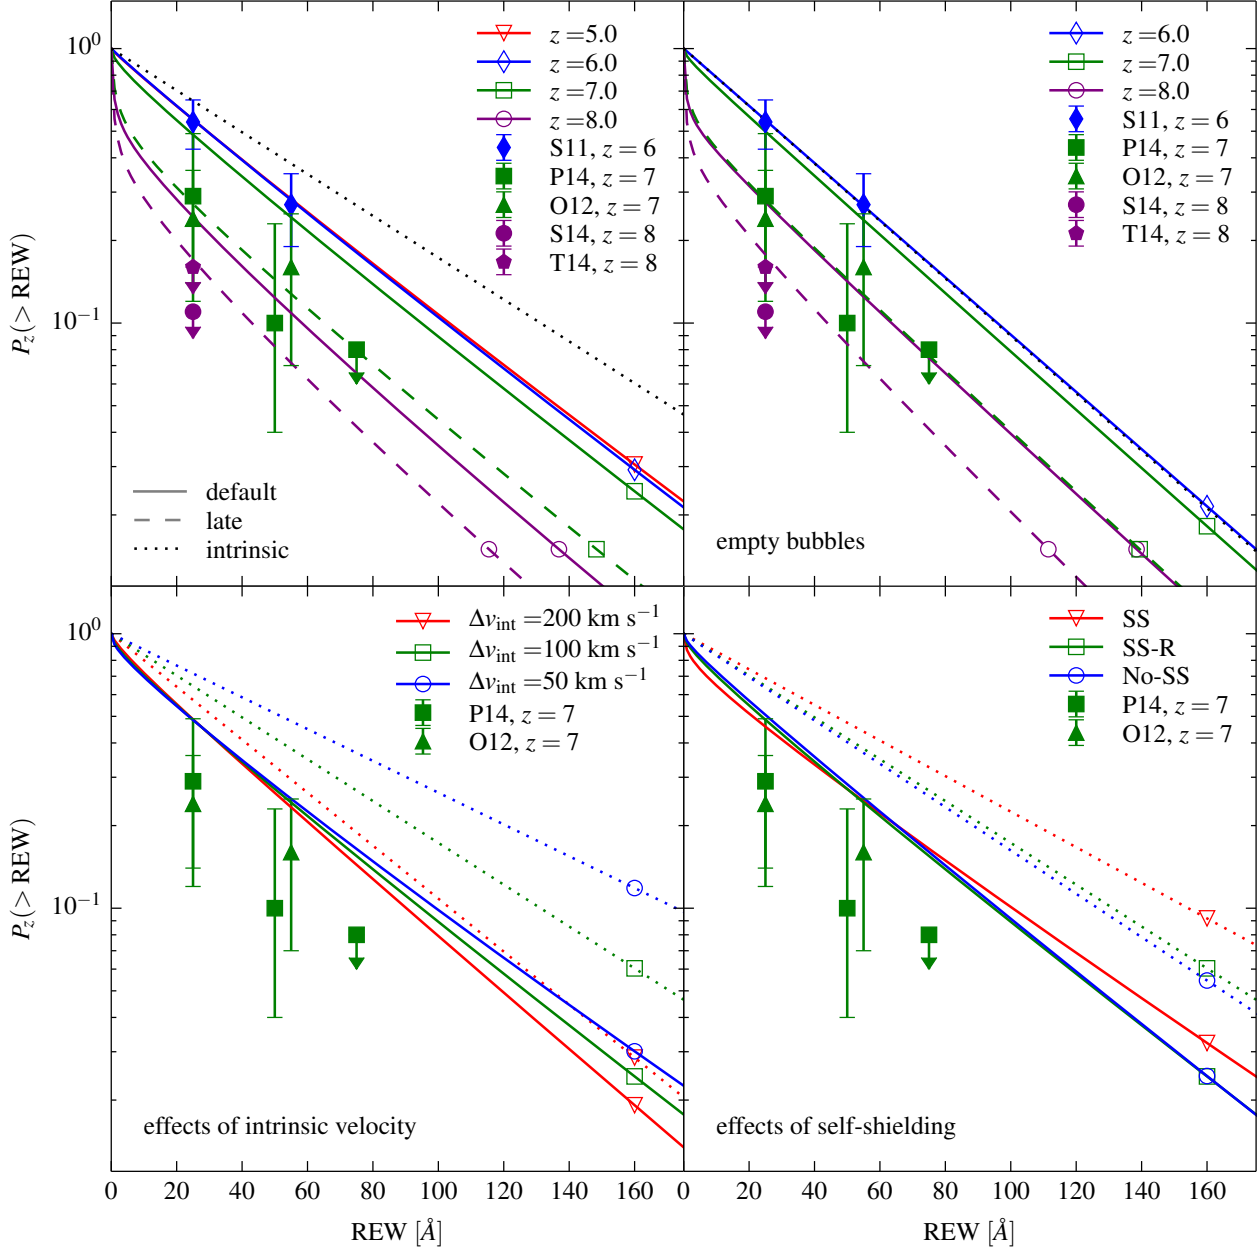 10⁰
10⁻¹
P_z(> REW)
z =5.0
z =6.0
z =7.0
z =8.0
S11, z = 6
P14, z = 7
O12, z = 7
S14, z = 8
T14, z = 8
default
late
intrinsic
z =6.0
z =7.0
z =8.0
S11, z = 6
P14, z = 7
O12, z = 7
S14, z = 8
T14, z = 8
empty bubbles
10⁰
10⁻¹
P_z(> REW)
Δv_int =200 km s⁻¹
Δv_int =100 km s⁻¹
Δv_int =50 km s⁻¹
P14, z = 7
O12, z = 7
effects of intrinsic velocity
SS
SS-R
No-SS
P14, z = 7
O12, z = 7
effects of self-shielding
0 20 40 60 80 100 120 140 160
0 20 40 60 80 100 120 140 160
REW [Å]
REW [Å]